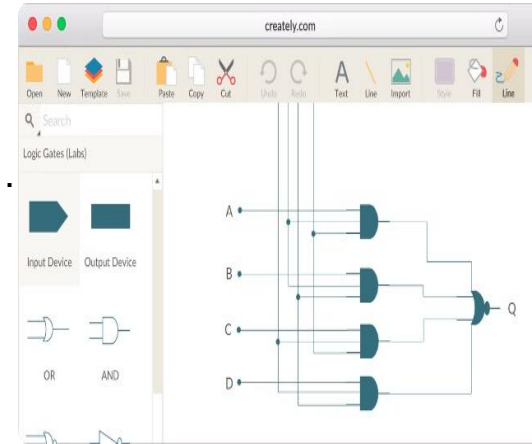 creately.com
Open New Template Save Paste Copy Cut Undo Redo Text Line Import Style Fill Line
Search
Logic Gates (Labs)
Input Device Output Device
OR AND
A
B
C
D
Q